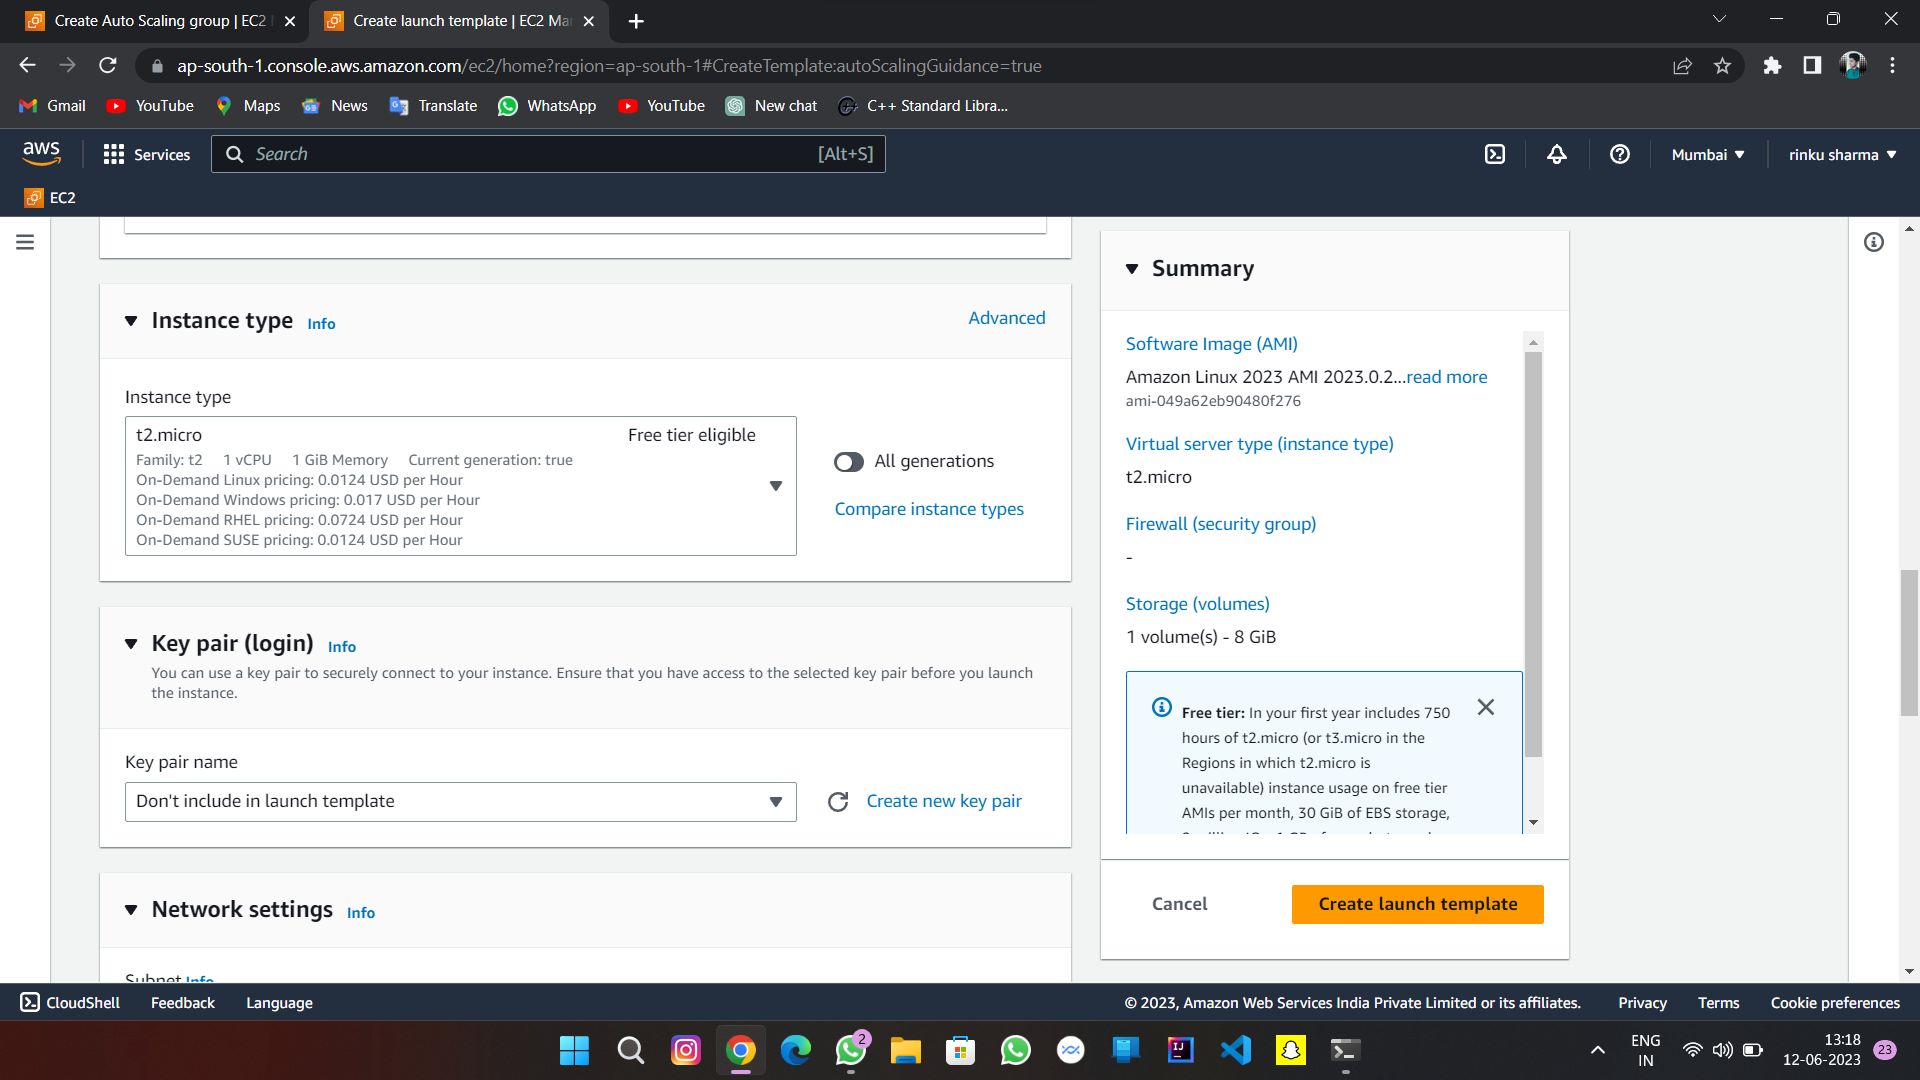 Create Auto Scaling group | EC2
Create launch template | EC2 Ma
ap-south-1.console.aws.amazon.com/ec2/home?region=ap-south-1#CreateTemplate:autoScalingGuidance=true
Gmail YouTube Maps News Translate WhatsApp YouTube New chat C++ Standard Libra...
aws Services Search [Alt+S] Mumbai rinku sharma
EC2
Instance type Info Advanced
Instance type
t2.micro Free tier eligible
Family: t2 1 vCPU 1 GiB Memory Current generation: true
On-Demand Linux pricing: 0.0124 USD per Hour
On-Demand Windows pricing: 0.017 USD per Hour
On-Demand RHEL pricing: 0.0724 USD per Hour
On-Demand SUSE pricing: 0.0124 USD per Hour
All generations
Compare instance types
Key pair (login) Info
You can use a key pair to securely connect to your instance. Ensure that you have access to the selected key pair before you launch
the instance.
Key pair name
Don't include in launch template
Create new key pair
Network settings Info
Subnet Info
Summary
Software Image (AMI)
Amazon Linux 2023 AMI 2023.0.2...read more
ami-049a62eb90480f276
Virtual server type (instance type)
t2.micro
Firewall (security group)
-
Storage (volumes)
1 volume(s) - 8 GiB
Free tier: In your first year includes 750
hours of t2.micro (or t3.micro in the
Regions in which t2.micro is
unavailable) instance usage on free tier
AMIs per month, 30 GiB of EBS storage,
Cancel Create launch template
CloudShell Feedback Language © 2023, Amazon Web Services India Private Limited or its affiliates. Privacy Terms Cookie preferences
2
ENG
IN
13:18
12-06-2023
23